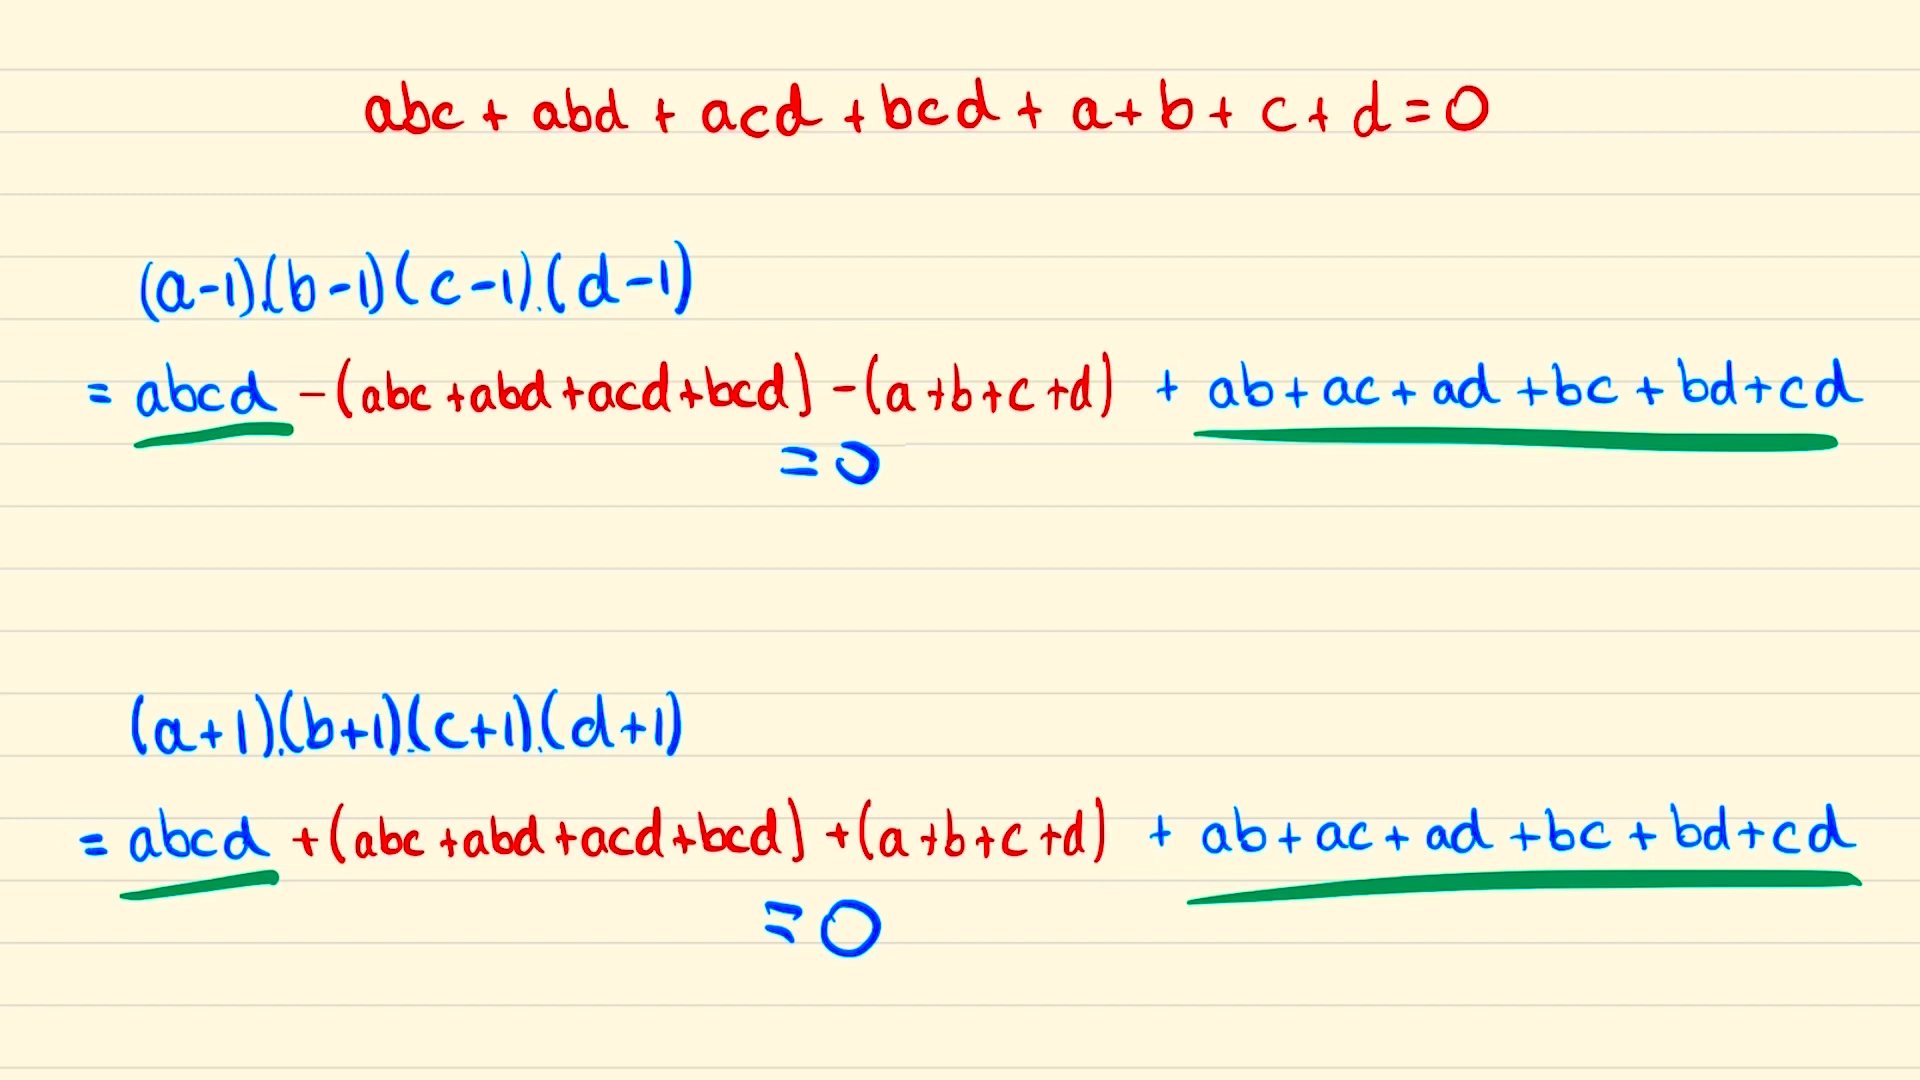 abc + abd + acd + bcd + a + b + c + d = 0
(a-1).(b-1)(c-1).(d-1)
= abcd - (abc + abd + acd + bcd) - (a + b + c + d) + ab + ac + ad + bc + bd + cd
= 0
(a+1).(b+1).(c+1).(d+1)
= abcd + (abc + abd + acd + bcd) + (a + b + c + d) + ab + ac + ad + bc + bd + cd
= 0